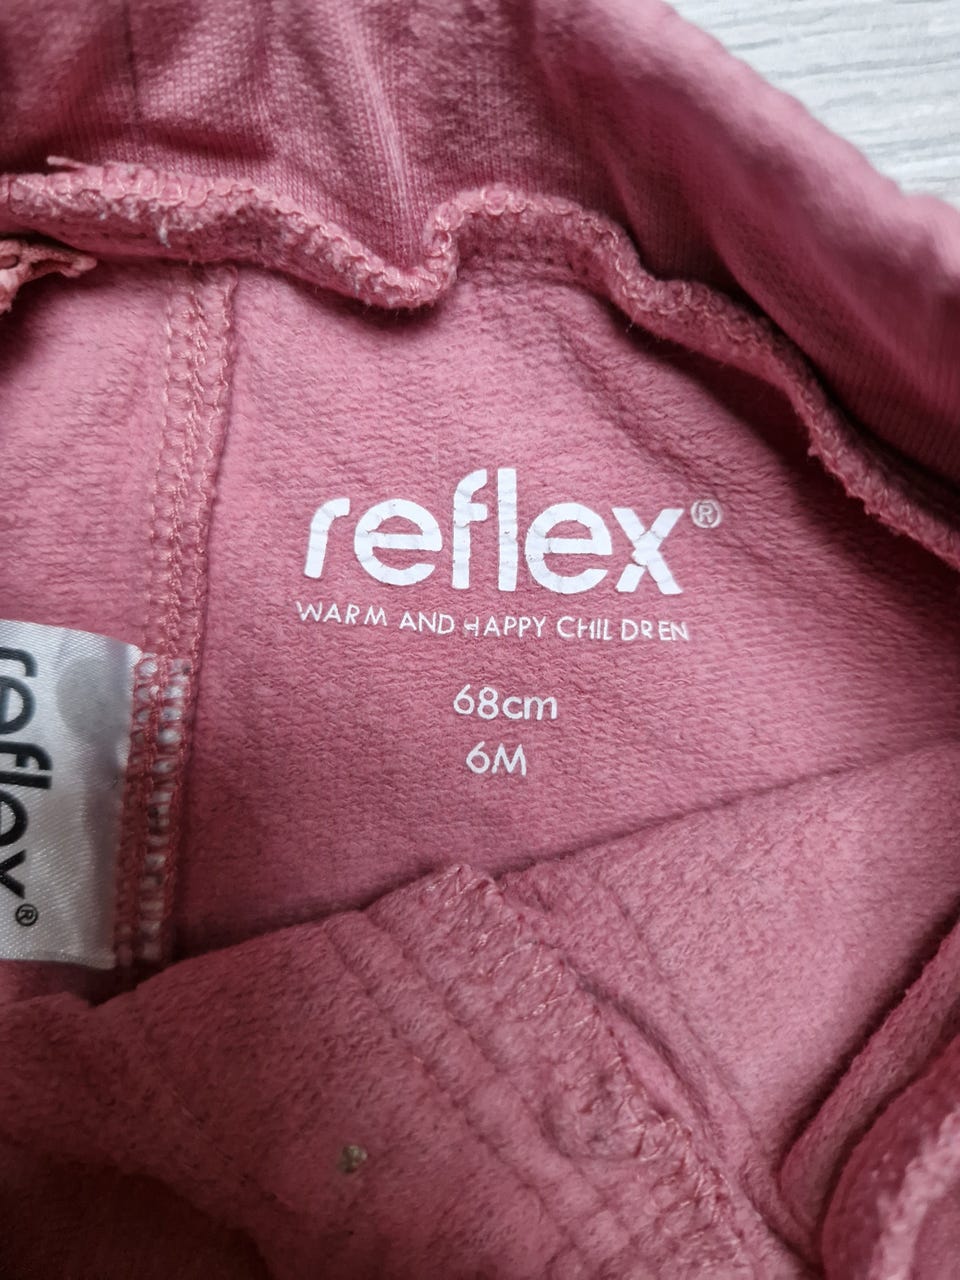 reflex®
WARM AND HAPPY CHILDREN
68cm
6M
reflex®